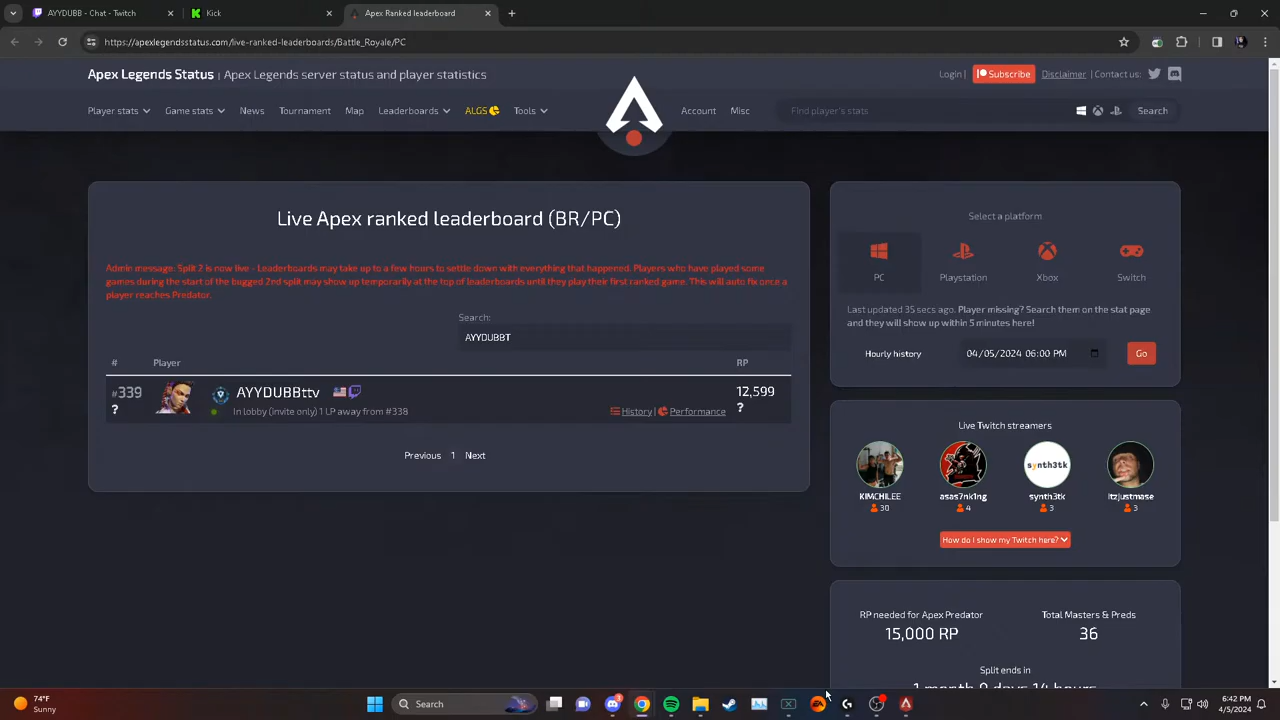 AYYDUBB - Chat - Twitch
Kick
Apex Ranked leaderboard
https://apexlegendsstatus.com/live-ranked-leaderboards/Battle_Royale/PC
Apex Legends Status | Apex Legends server status and player statistics
Login | Subscribe Disclaimer | Contact us:
Player stats Game stats News Tournament Map Leaderboards ALGS Tools Account Misc Find player's stats Search
Live Apex ranked leaderboard (BR/PC)
Admin message: Split 2 is now live - Leaderboards may take up to a few hours to settle down with everything that happened. Players who have played some
games during the start of the bugged 2nd split may show up temporarily at the top of leaderboards until they play their first ranked game. This will auto fix once a
player reaches Predator.
Search:
AYYDUBBT
# Player RP
#339 AYYDUBBttv 12,599
? In lobby (invite only) 1 LP away from #338 History | Performance ?
Previous 1 Next
Select a platform
PC Playstation Xbox Switch
Last updated 35 secs ago. Player missing? Search them on the stat page
and they will show up within 5 minutes here!
Hourly history 04/05/2024 06:00 PM Go
Live Twitch streamers
synth3tk
KIMCHILEE asas7nk1ng synth3tk Itzjustmase
30 4 3 3
How do I show my Twitch here?
RP needed for Apex Predator Total Masters & Preds
15,000 RP 36
Split ends in
1 month 9 days 14 hours
74°F
Sunny
Search
3
6:42 PM
4/5/2024